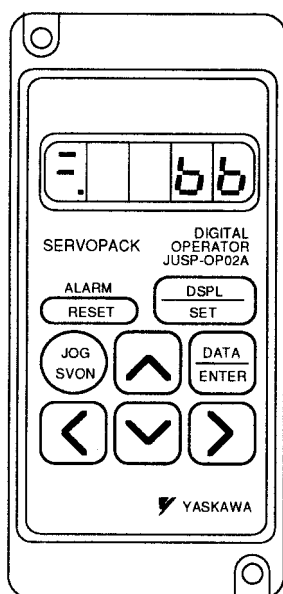 bb
SERVOPACK
DIGITAL
OPERATOR
JUSP-OP02A
ALARM
RESET
DSPL
SET
JOG
SVON
DATA
ENTER
YASKAWA